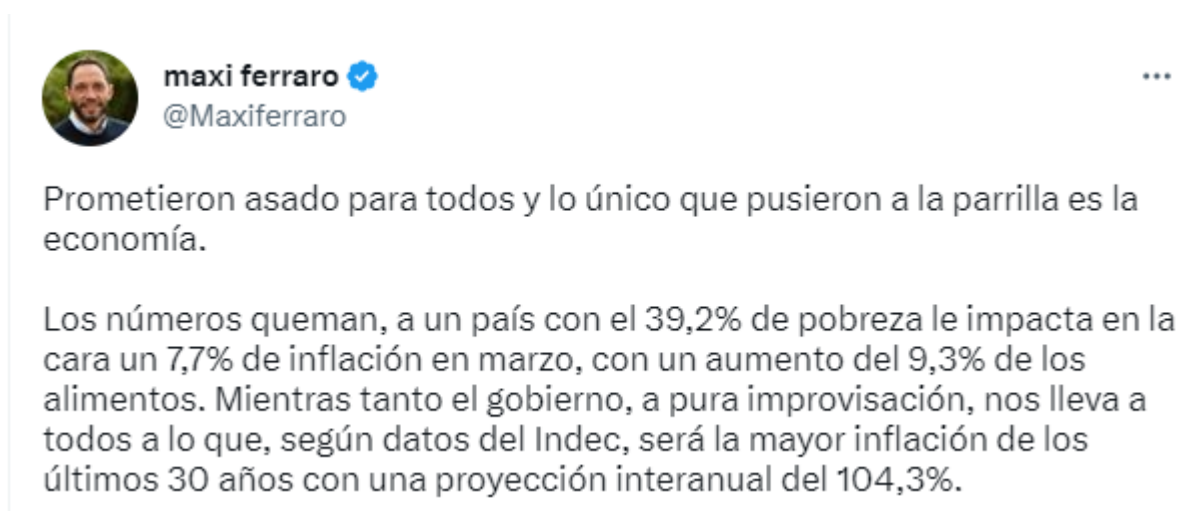 maxi ferraro
@Maxiferraro
Prometieron asado para todos y lo único que pusieron a la parrilla es la
economía.
Los números queman, a un país con el 39,2% de pobreza le impacta en la
cara un 7,7% de inflación en marzo, con un aumento del 9,3% de los
alimentos. Mientras tanto el gobierno, a pura improvisación, nos lleva a
todos a lo que, según datos del Indec, será la mayor inflación de los
últimos 30 años con una proyección interanual del 104,3%.